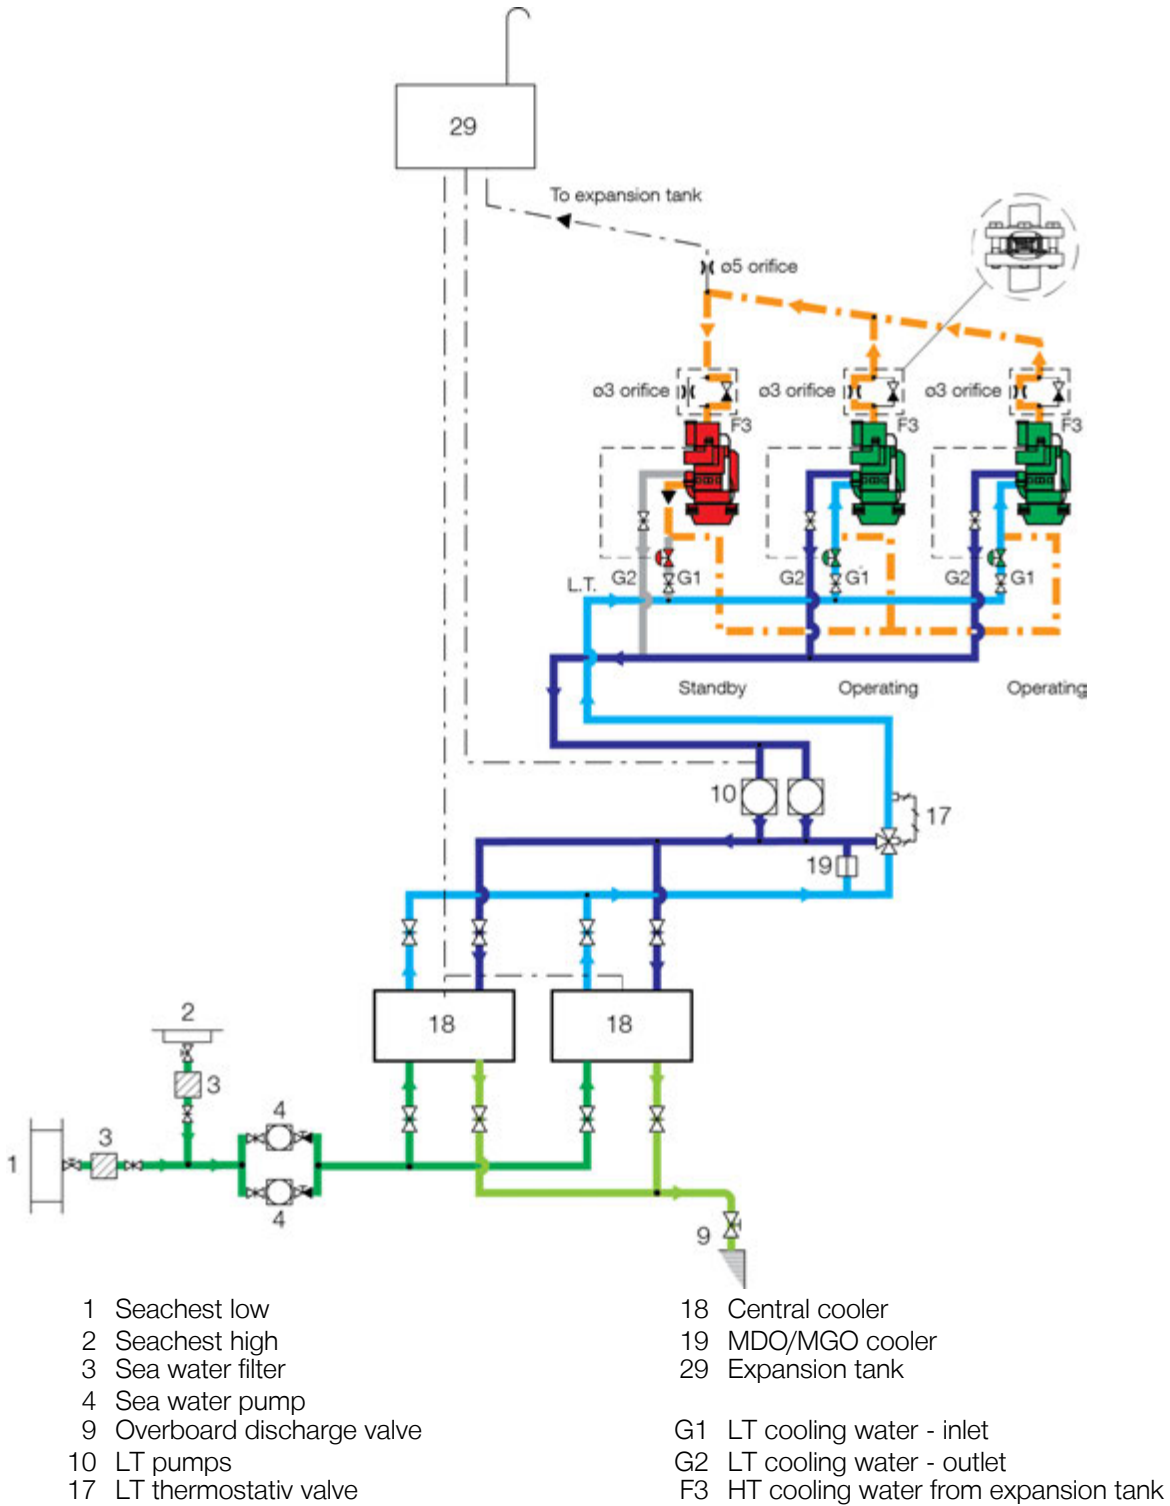 29
To expansion tank
ø5 orifice
ø3 orifice
ø3 orifice
ø3 orifice
F3
F3
F3
G2
G1
G2
G1
G2
G1
L.T.
Standby
Operating
Operating
10
17
19
18
18
2
3
4
3
1
4
9
1 Seachest low
2 Seachest high
3 Sea water filter
4 Sea water pump
9 Overboard discharge valve
10 LT pumps
17 LT thermostativ valve
18 Central cooler
19 MDO/MGO cooler
29 Expansion tank
G1 LT cooling water - inlet
G2 LT cooling water - outlet
F3 HT cooling water from expansion tank